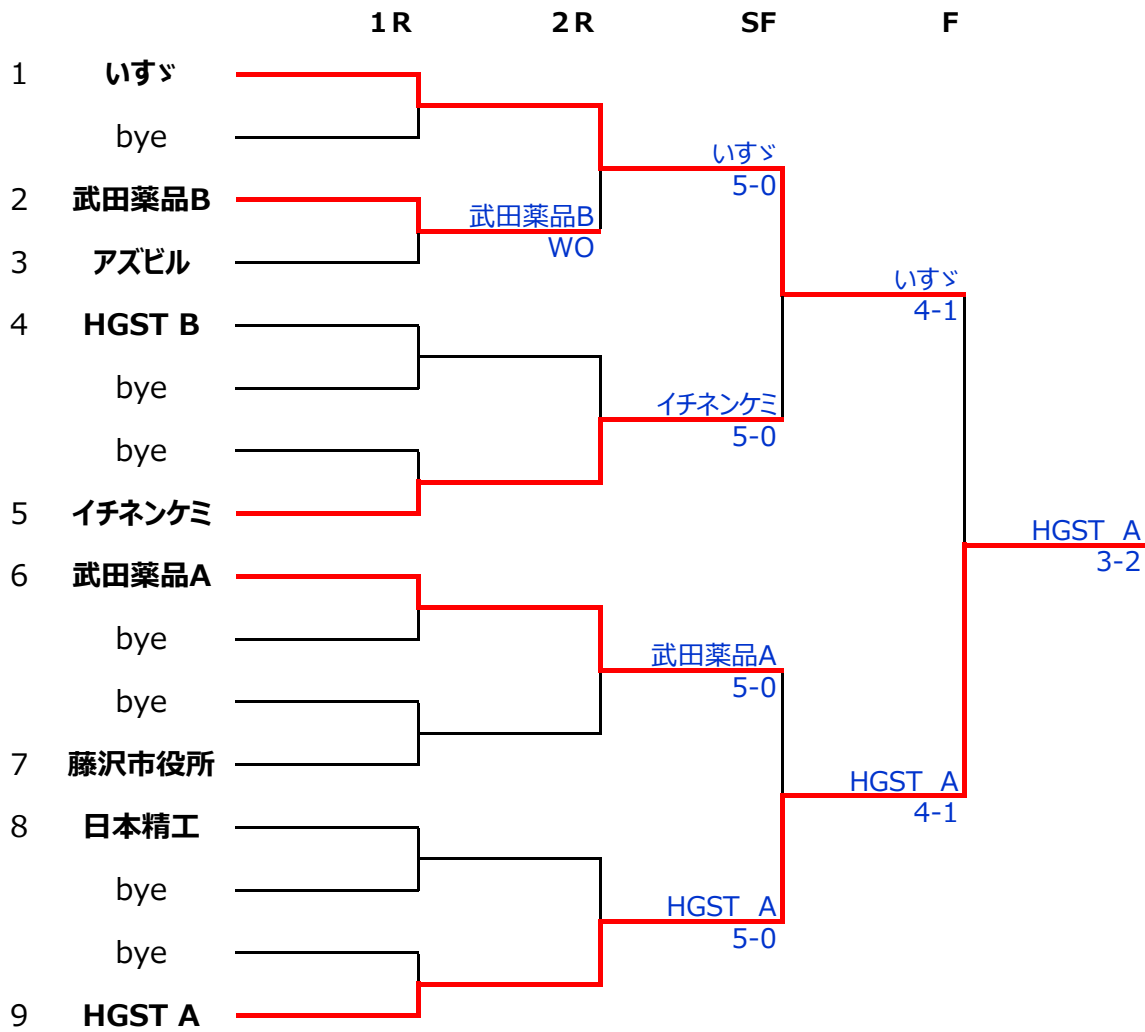 1R 2R SF F
1 いすゞ
bye
いすゞ
5-0
2 武田薬品B
武田薬品B
WO
3 アズビル
いすゞ
4-1
4 HGST B
bye
イチネンケミ
5-0
bye
5 イチネンケミ
HGST A
3-2
6 武田薬品A
bye
武田薬品A
5-0
bye
7 藤沢市役所
HGST A
4-1
8 日本精工
bye
HGST A
5-0
bye
9 HGST A